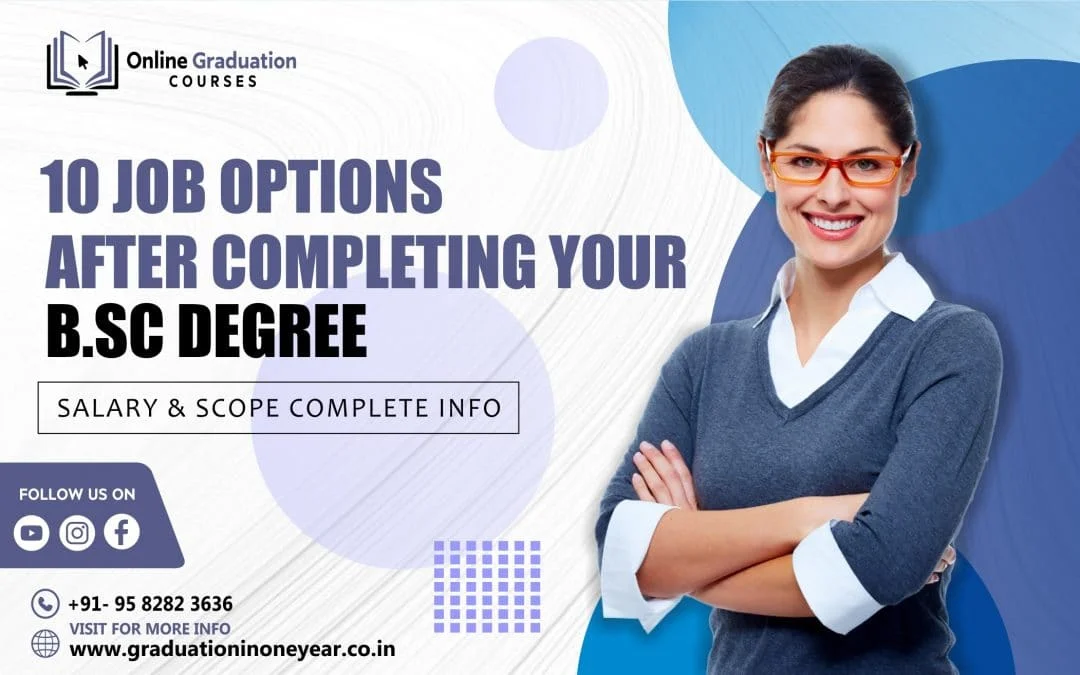 Online Graduation
COURSES
10 JOB OPTIONS
AFTER COMPLETING YOUR
B.SC DEGREE
SALARY & SCOPE COMPLETE INFO
FOLLOW US ON
+91- 95 8282 3636
VISIT FOR MORE INFO
www.graduationinoneyear.co.in